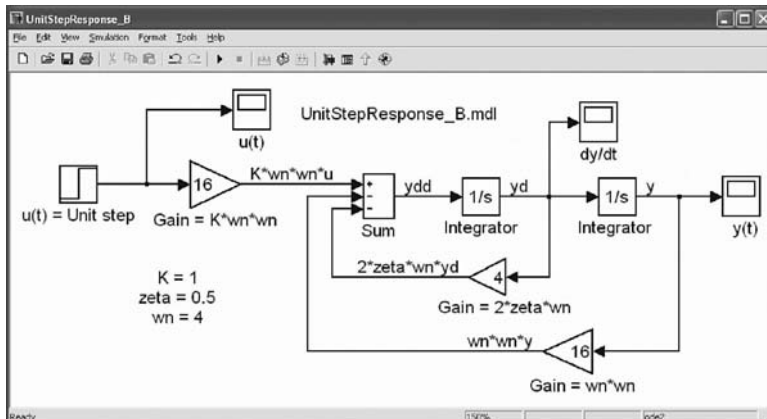 UnitStepResponse_B
File Edit View Simulation Format Tools Help
UnitStepResponse_B.mdl
u(t)
dy/dt
16
K*wn*wn*u
+
-
-
ydd
1/s
yd
1/s
y
u(t) = Unit step
Gain = K*wn*wn
Sum
Integrator
Integrator
y(t)
2*zeta*wn*yd
4
K = 1
zeta = 0.5
wn = 4
Gain = 2*zeta*wn
wn*wn*y
16
Gain = wn*wn
Ready
150%